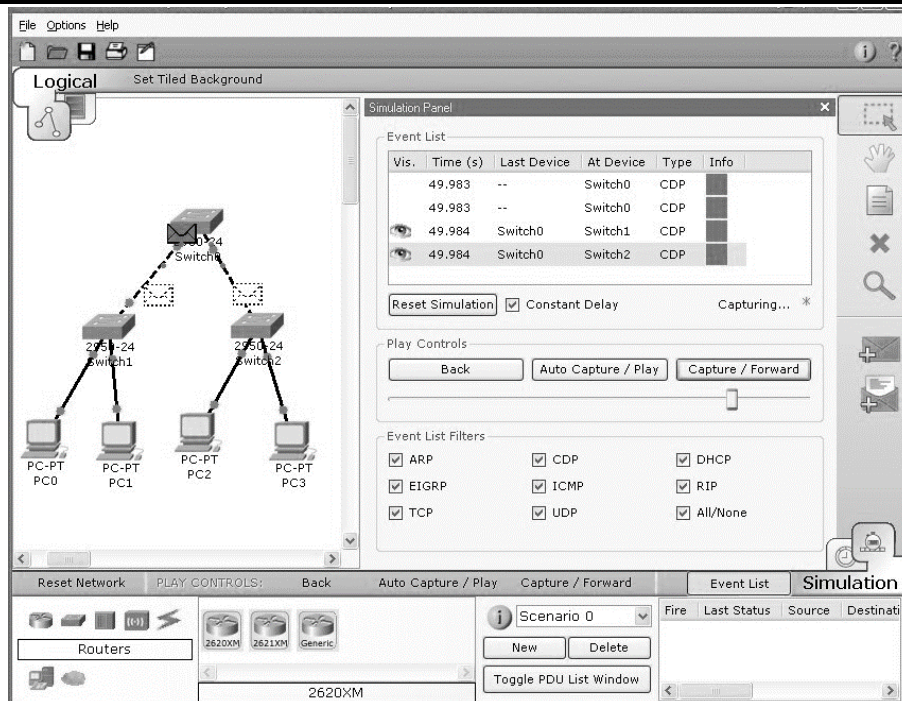 File Options Help
Logical Set Tiled Background
Simulation Panel
Event List
Vis. Time (s) Last Device At Device Type Info
49.983 -- Switch0 CDP
49.983 -- Switch0 CDP
49.984 Switch0 Switch1 CDP
49.984 Switch0 Switch2 CDP
Reset Simulation Constant Delay Capturing... *
Play Controls
Back Auto Capture / Play Capture / Forward
Event List Filters
ARP CDP DHCP
EIGRP ICMP RIP
TCP UDP All/None
2950-24
Switch0
2950-24
Switch1
2950-24
Switch2
PC-PT
PC0
PC-PT
PC1
PC-PT
PC2
PC-PT
PC3
Reset Network PLAY CONTROLS: Back Auto Capture / Play Capture / Forward Event List Simulation
Routers
2620XM 2621XM Generic
2620XM
Scenario 0
New Delete
Toggle PDU List Window
Fire Last Status Source Destinati